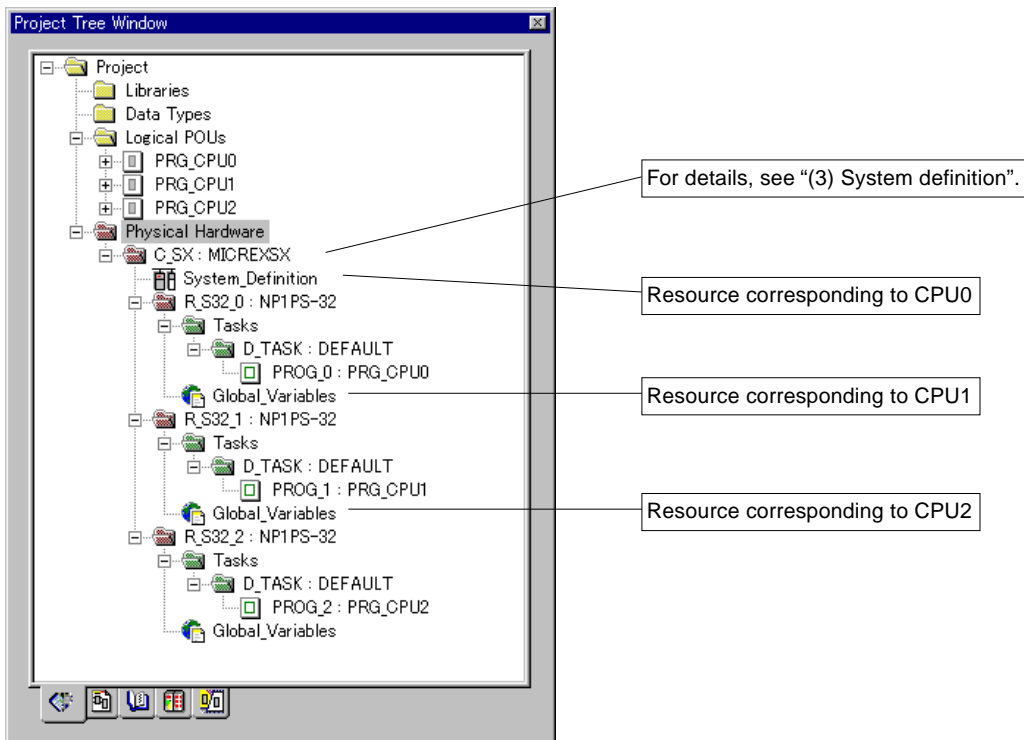 Project Tree Window
Project
Libraries
Data Types
Logical POUs
PRG_CPU0
PRG_CPU1
PRG_CPU2
Physical Hardware
C_SX : MICREXSX
System_Definition
R_S32_0 : NP1PS-32
Tasks
D_TASK : DEFAULT
PROG_0 : PRG_CPU0
Global_Variables
R_S32_1 : NP1PS-32
Tasks
D_TASK : DEFAULT
PROG_1 : PRG_CPU1
Global_Variables
R_S32_2 : NP1PS-32
Tasks
D_TASK : DEFAULT
PROG_2 : PRG_CPU2
Global_Variables
For details, see “(3) System definition”.
Resource corresponding to CPU0
Resource corresponding to CPU1
Resource corresponding to CPU2